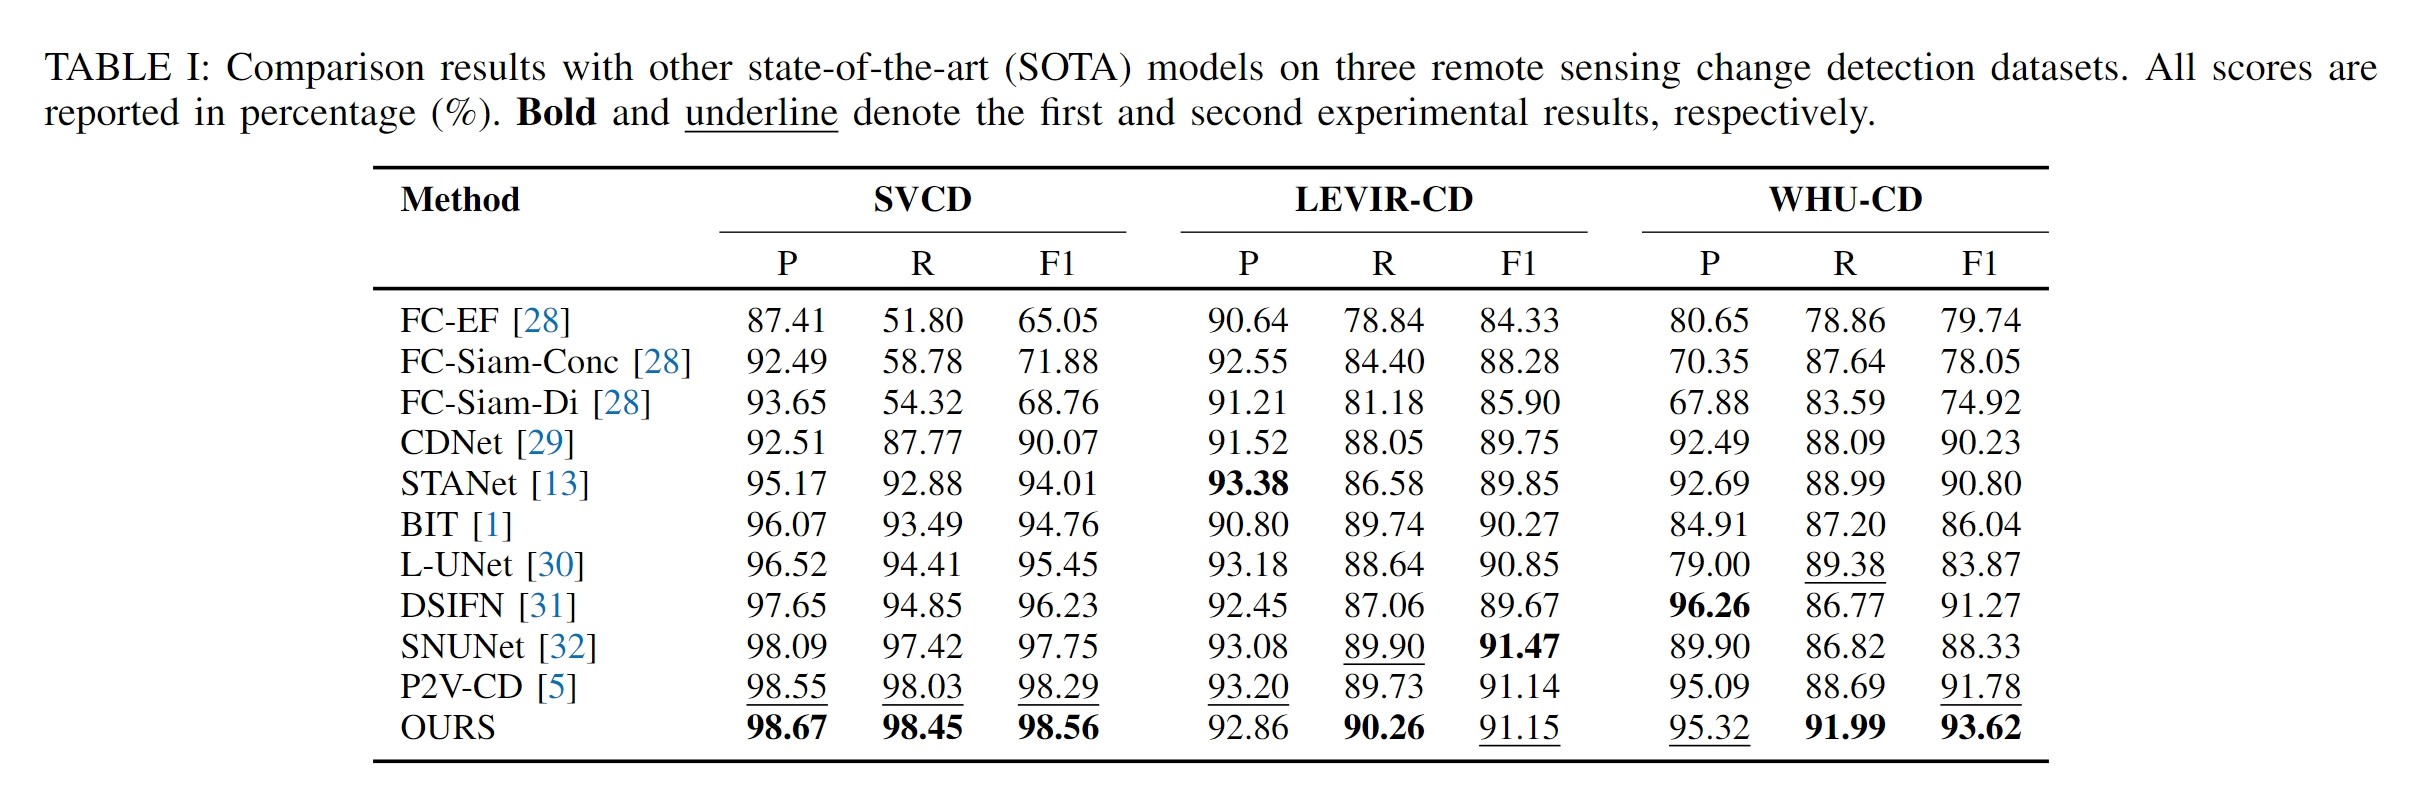 TABLE I: Comparison results with other state-of-the-art (SOTA) models on three remote sensing change detection datasets. All scores are
reported in percentage (%). Bold and underline denote the first and second experimental results, respectively.
Method SVCD LEVIR-CD WHU-CD
P R F1 P R F1 P R F1
FC-EF [28] 87.41 51.80 65.05 90.64 78.84 84.33 80.65 78.86 79.74
FC-Siam-Conc [28] 92.49 58.78 71.88 92.55 84.40 88.28 70.35 87.64 78.05
FC-Siam-Di [28] 93.65 54.32 68.76 91.21 81.18 85.90 67.88 83.59 74.92
CDNet [29] 92.51 87.77 90.07 91.52 88.05 89.75 92.49 88.09 90.23
STANet [13] 95.17 92.88 94.01 93.38 86.58 89.85 92.69 88.99 90.80
BIT [1] 96.07 93.49 94.76 90.80 89.74 90.27 84.91 87.20 86.04
L-UNet [30] 96.52 94.41 95.45 93.18 88.64 90.85 79.00 89.38 83.87
DSIFN [31] 97.65 94.85 96.23 92.45 87.06 89.67 96.26 86.77 91.27
SNUNet [32] 98.09 97.42 97.75 93.08 89.90 91.47 89.90 86.82 88.33
P2V-CD [5] 98.55 98.03 98.29 93.20 89.73 91.14 95.09 88.69 91.78
OURS 98.67 98.45 98.56 92.86 90.26 91.15 95.32 91.99 93.62